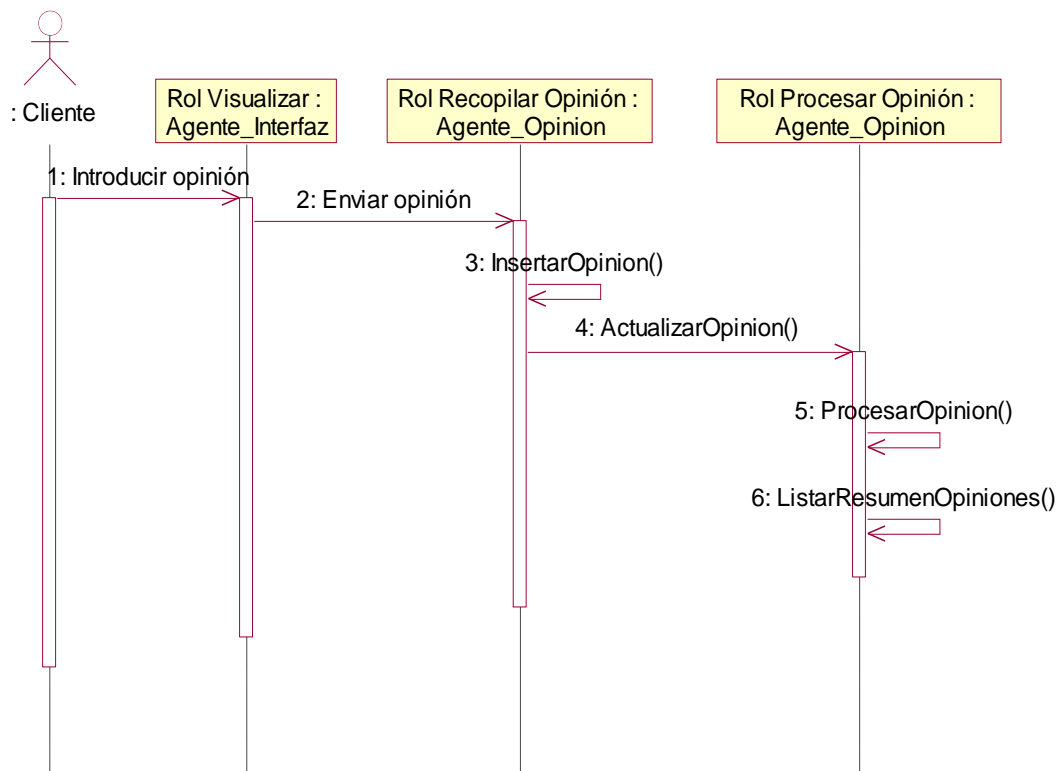 : Cliente
Rol Visualizar :
Agente_Interfaz
Rol Recopilar Opinión :
Agente_Opinion
Rol Procesar Opinión :
Agente_Opinion
1: Introducir opinión
2: Enviar opinión
3: InsertarOpinion()
4: ActualizarOpinion()
5: ProcesarOpinion()
6: ListarResumenOpiniones()